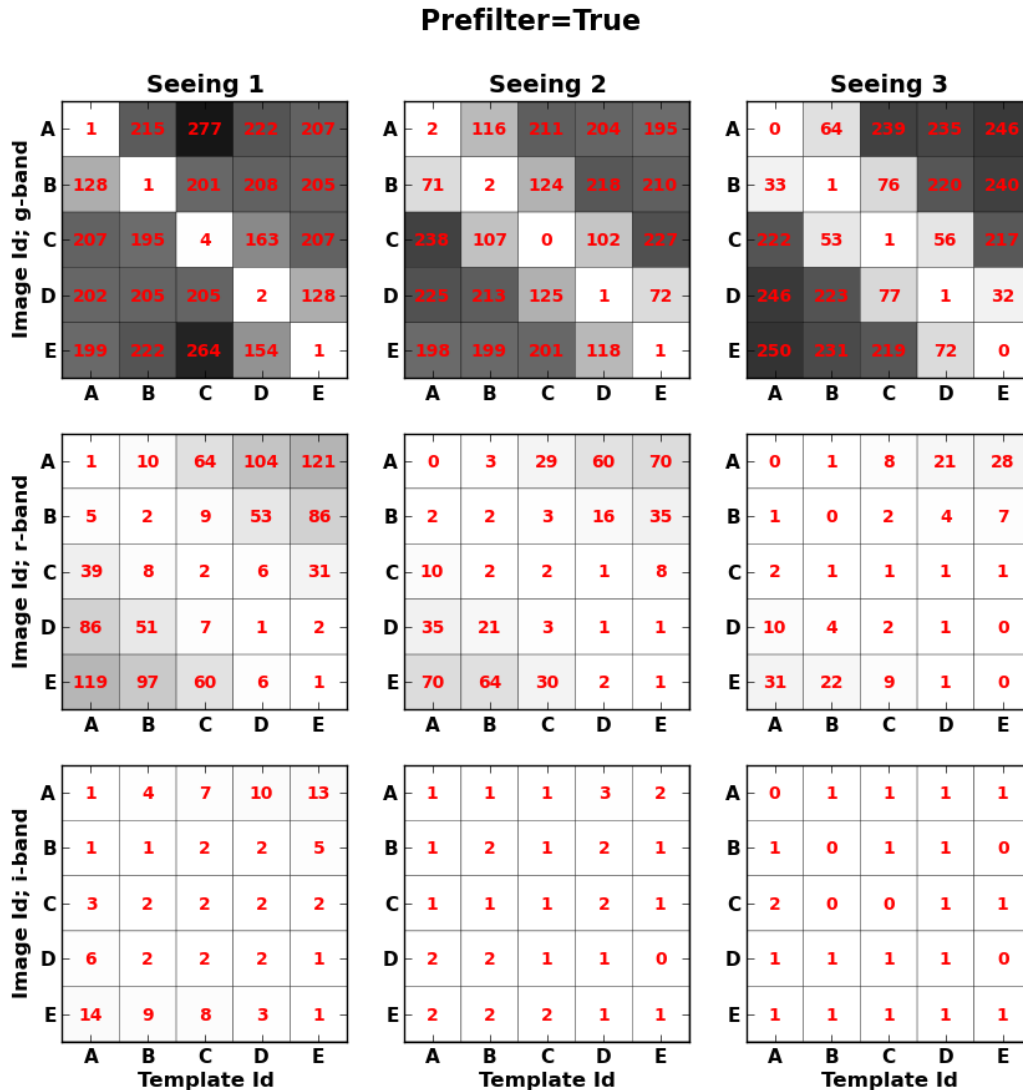 Prefilter=True
Seeing 1 Seeing 2 Seeing 3
Image Id; g-band
A 1 215 277 222 207 A 2 116 211 204 195 A 0 64 239 235 246
B 128 1 201 208 205 B 71 2 124 218 210 B 33 1 76 220 240
C 207 195 4 163 207 C 238 107 0 102 227 C 222 53 1 56 217
D 202 205 205 2 128 D 225 213 125 1 72 D 246 223 77 1 32
E 199 222 264 154 1 E 198 199 201 118 1 E 250 231 219 72 0
A B C D E A B C D E A B C D E
Image Id; r-band
A 1 10 64 104 121 A 0 3 29 60 70 A 0 1 8 21 28
B 5 2 9 53 86 B 2 2 3 16 35 B 1 0 2 4 7
C 39 8 2 6 31 C 10 2 2 1 8 C 2 1 1 1 1
D 86 51 7 1 2 D 35 21 3 1 1 D 10 4 2 1 0
E 119 97 60 6 1 E 70 64 30 2 1 E 31 22 9 1 0
A B C D E A B C D E A B C D E
Image Id; i-band
A 1 4 7 10 13 A 1 1 1 3 2 A 0 1 1 1 1
B 1 1 2 2 5 B 1 2 1 2 1 B 1 0 1 1 0
C 3 2 2 2 2 C 1 1 1 2 1 C 2 0 0 1 1
D 6 2 2 2 1 D 2 2 1 1 0 D 1 1 1 1 0
E 14 9 8 3 1 E 2 2 2 1 1 E 1 1 1 1 1
A B C D E A B C D E A B C D E
Template Id Template Id Template Id